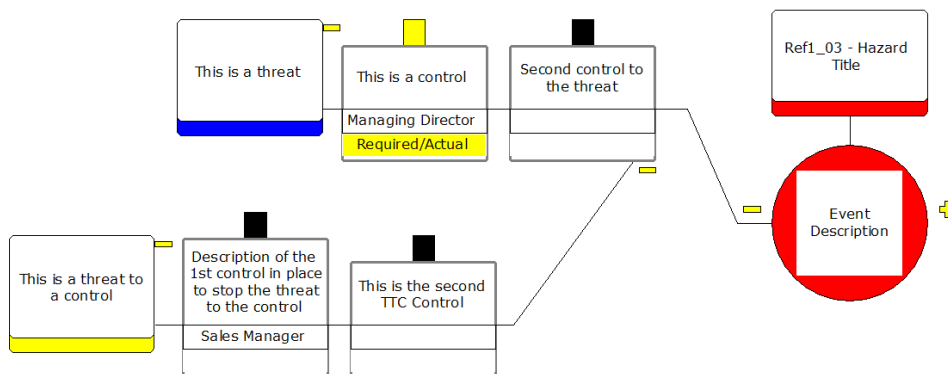 This is a threat
This is a control
Managing Director
Required/Actual
Second control to
the threat
Ref1_03 - Hazard
Title
Event
Description
This is a threat to
a control
Description of the
1st control in place
to stop the threat
to the control
Sales Manager
This is the second
TTC Control